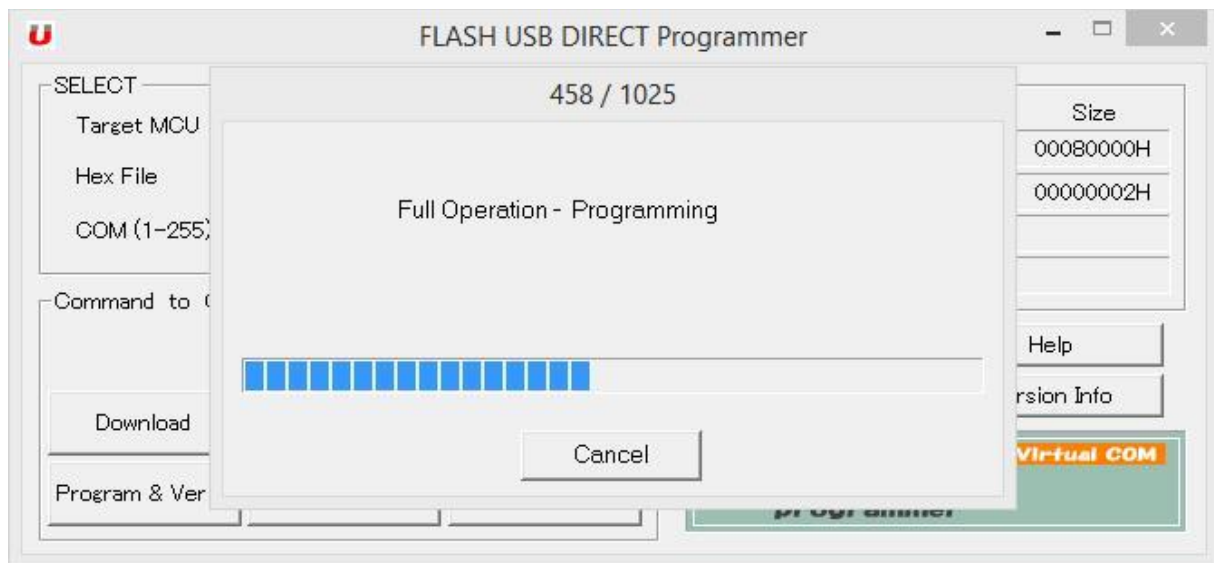 FLASH USB DIRECT Programmer
SELECT
Target MCU
Hex File
COM (1-255)
458 / 1025
Full Operation - Programming
Cancel
Size
00080000H
00000002H
Command to
Download
Program & Ver
Help
rsion Info
Virtual COM
programmer